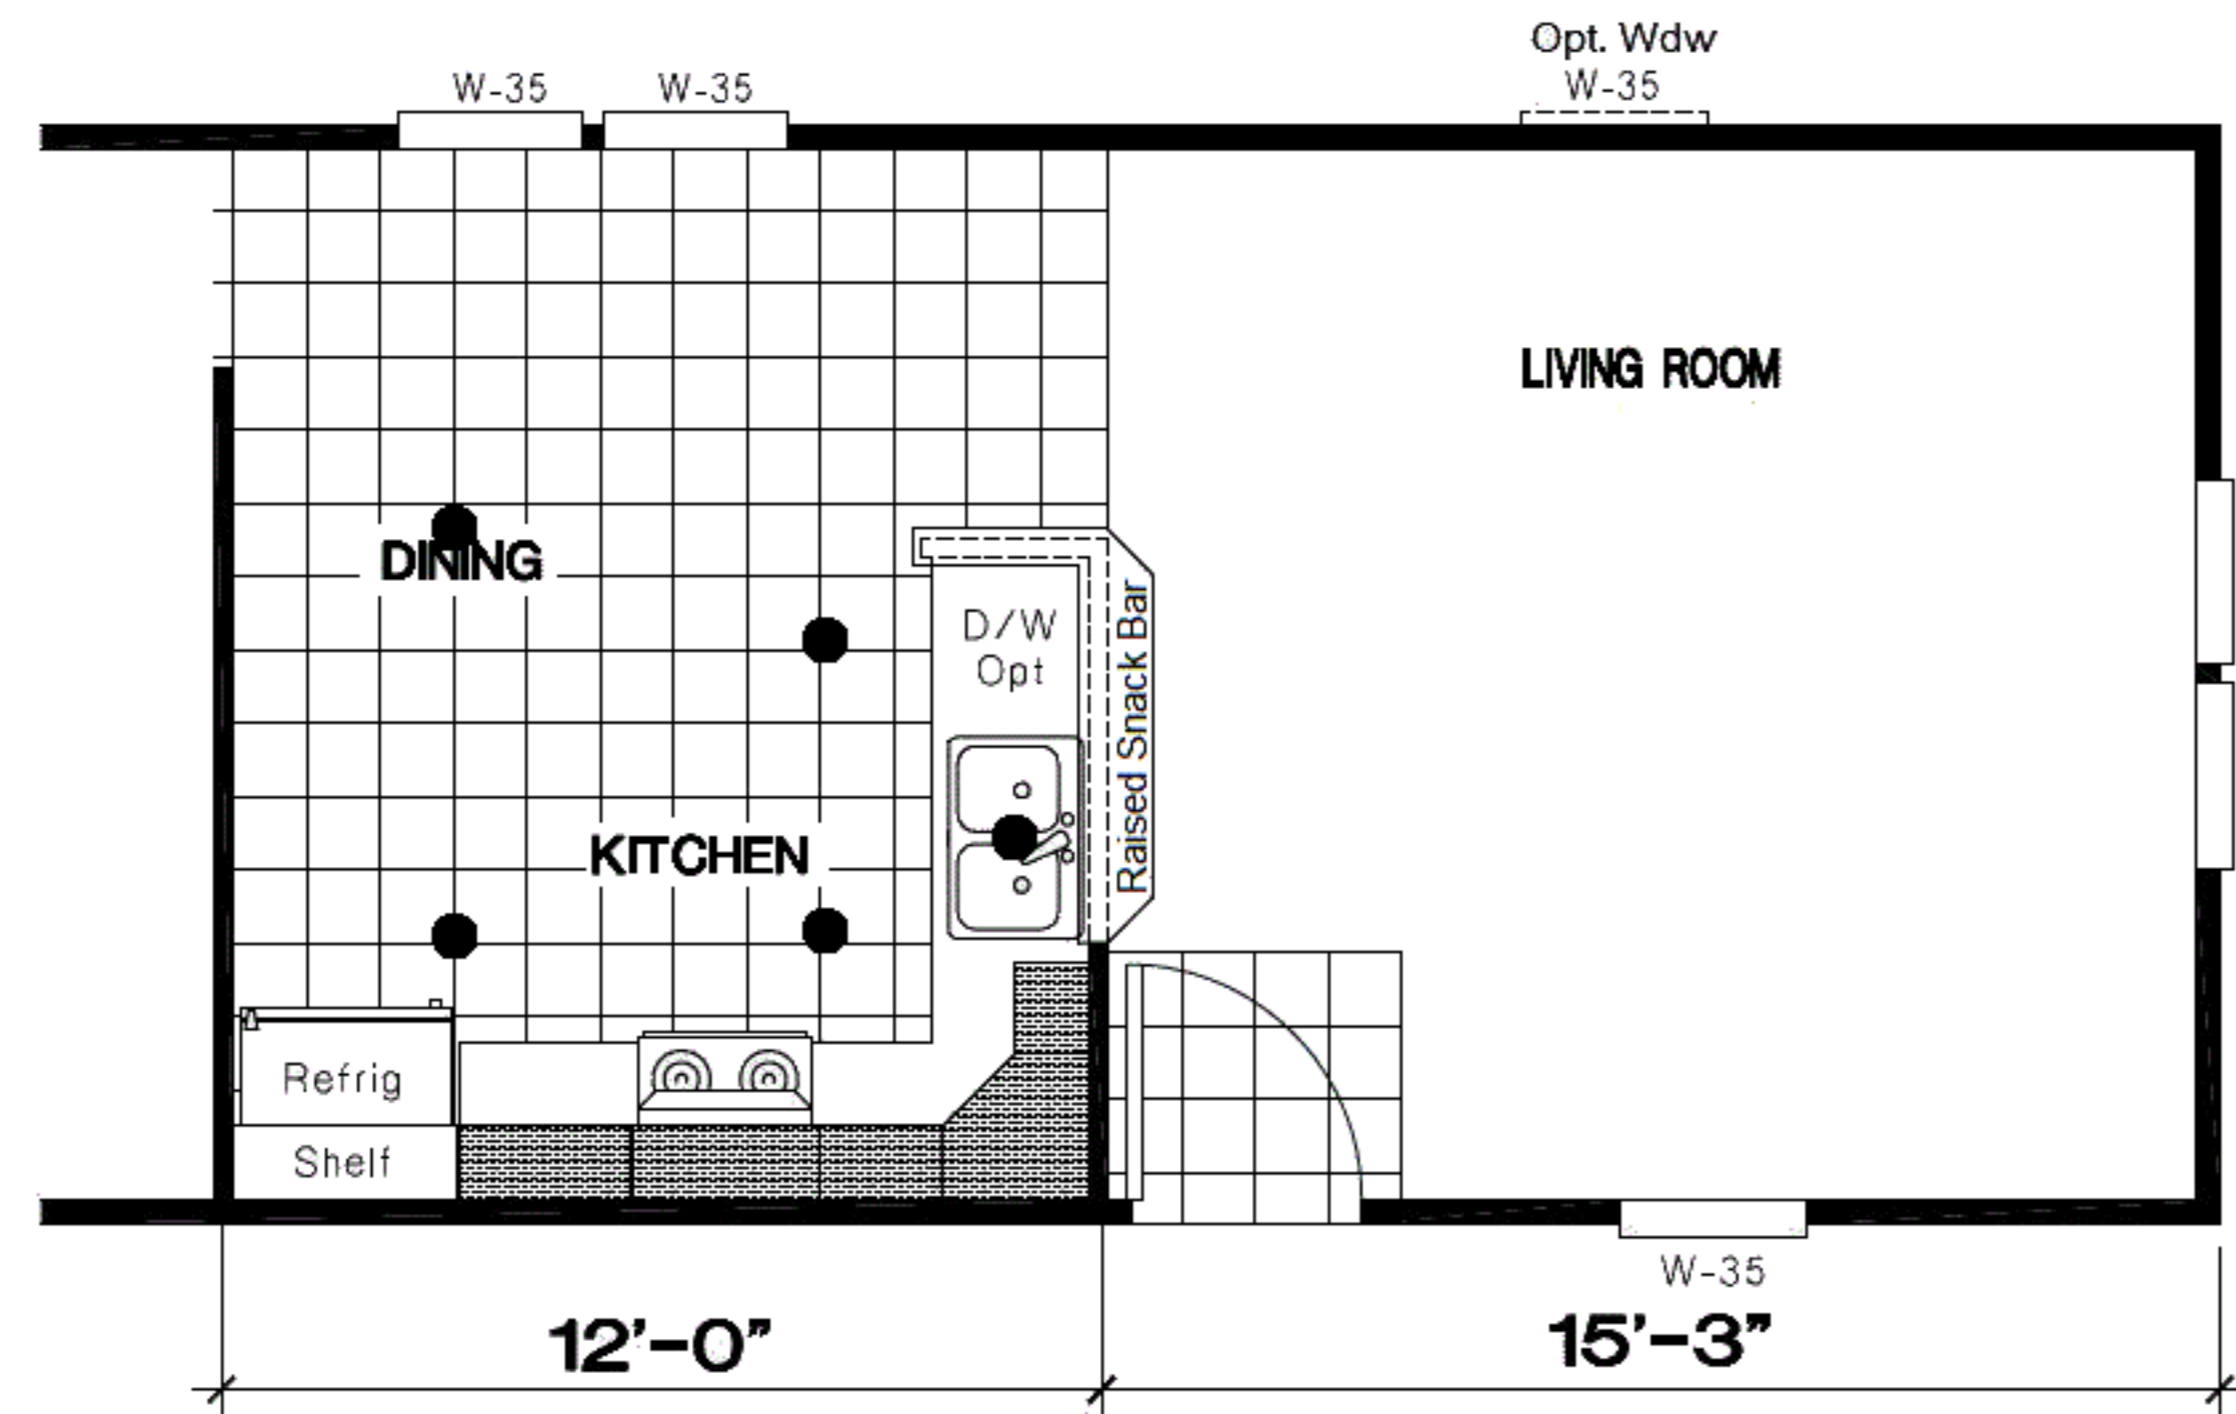 Opt. Wdw
W-35
W-35
W-35
LIVING ROOM
DINING
D/W
Opt
Raised Snack Bar
KITCHEN
Refrig
Shelf
W-35
12'-0"
15'-3"